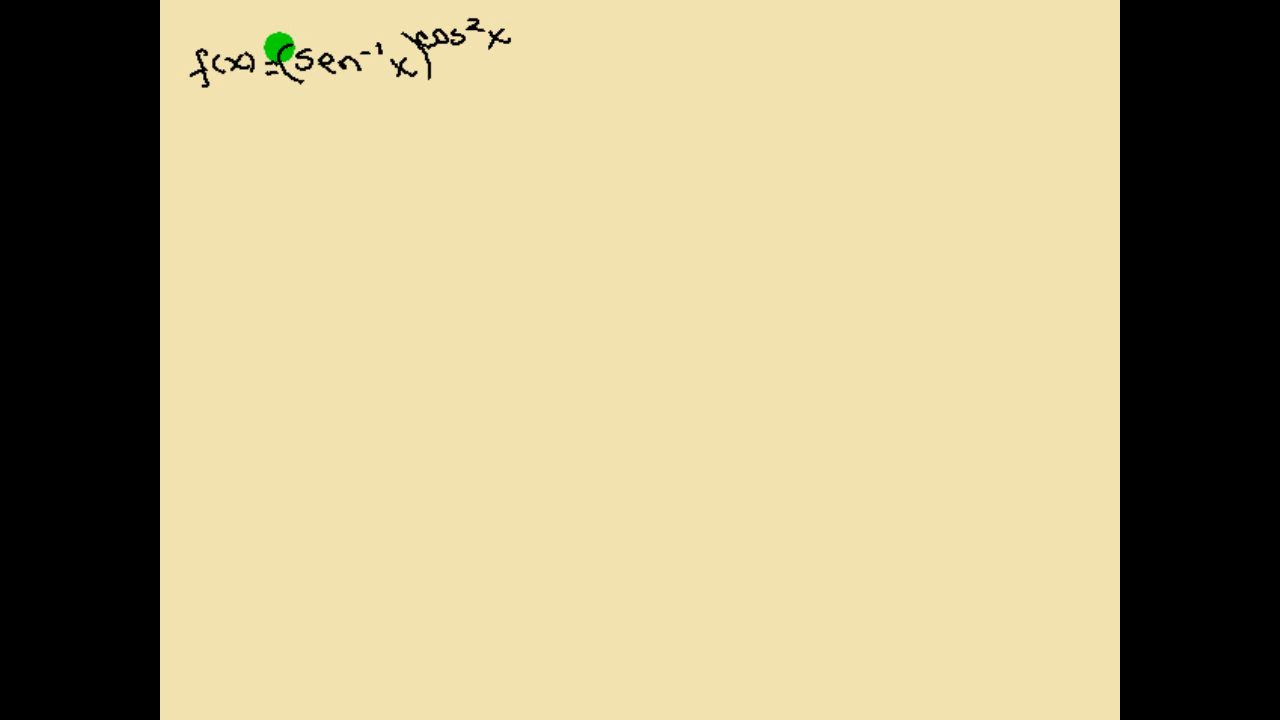 f(x) = (sen⁻¹ x)^cos² x